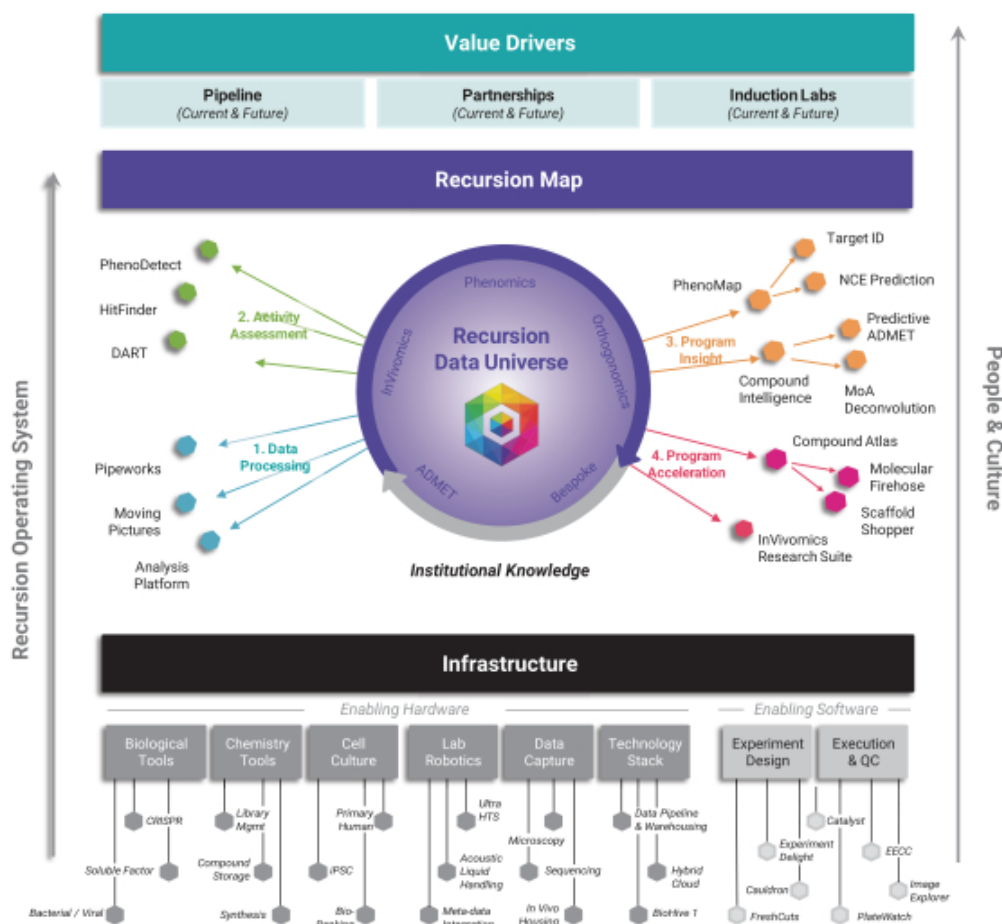 Value Drivers
Pipeline
(Current & Future)
Partnerships
(Current & Future)
Induction Labs
(Current & Future)
Recursion Map
Recursion Operating System
People & Culture
PhenoDetect
HitFinder
DART
2. Activity
Assessment
Pipeworks
Moving
Pictures
Analysis
Platform
1. Data
Processing
Phenomics
InVivomics
Orthogonomics
ADMET
Bespoke
Recursion
Data Universe
Institutional Knowledge
3. Program
Insight
PhenoMap
Target ID
NCE Prediction
Compound
Intelligence
Predictive
ADMET
MoA
Deconvolution
4. Program
Acceleration
Compound Atlas
Molecular
Firehose
Scaffold
Shopper
InVivomics
Research Suite
Infrastructure
Enabling Hardware
Enabling Software
Biological
Tools
Chemistry
Tools
Cell
Culture
Lab
Robotics
Data
Capture
Technology
Stack
Experiment
Design
Execution
& QC
CRISPR
Soluble Factor
Bacterial / Viral
Library
Mgmt
Compound
Storage
Synthesis
Primary
Human
iPSC
Bio-
Ultra
HTS
Acoustic
Liquid
Handling
Meta-data
Microscopy
Sequencing
In Vivo
Housing
Data Pipeline
& Warehousing
Hybrid
Cloud
BioHive 1
Experiment
Delight
Cauldron
FreshCuts
Catalyst
EECC
Image
Explorer
PlateWatch